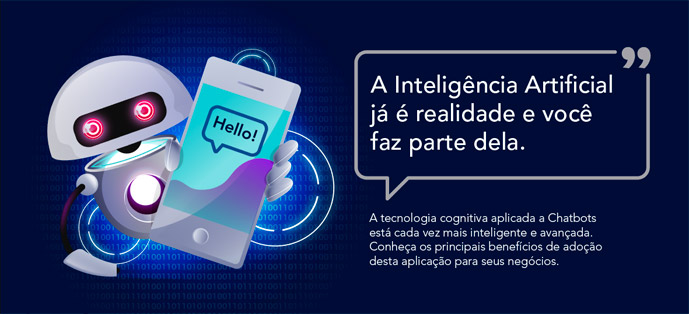 Hello!
A Inteligência Artificial
já é realidade e você
faz parte dela.
A tecnologia cognitiva aplicada a Chatbots
está cada vez mais inteligente e avançada.
Conheça os principais benefícios de adoção
desta aplicação para seus negócios.